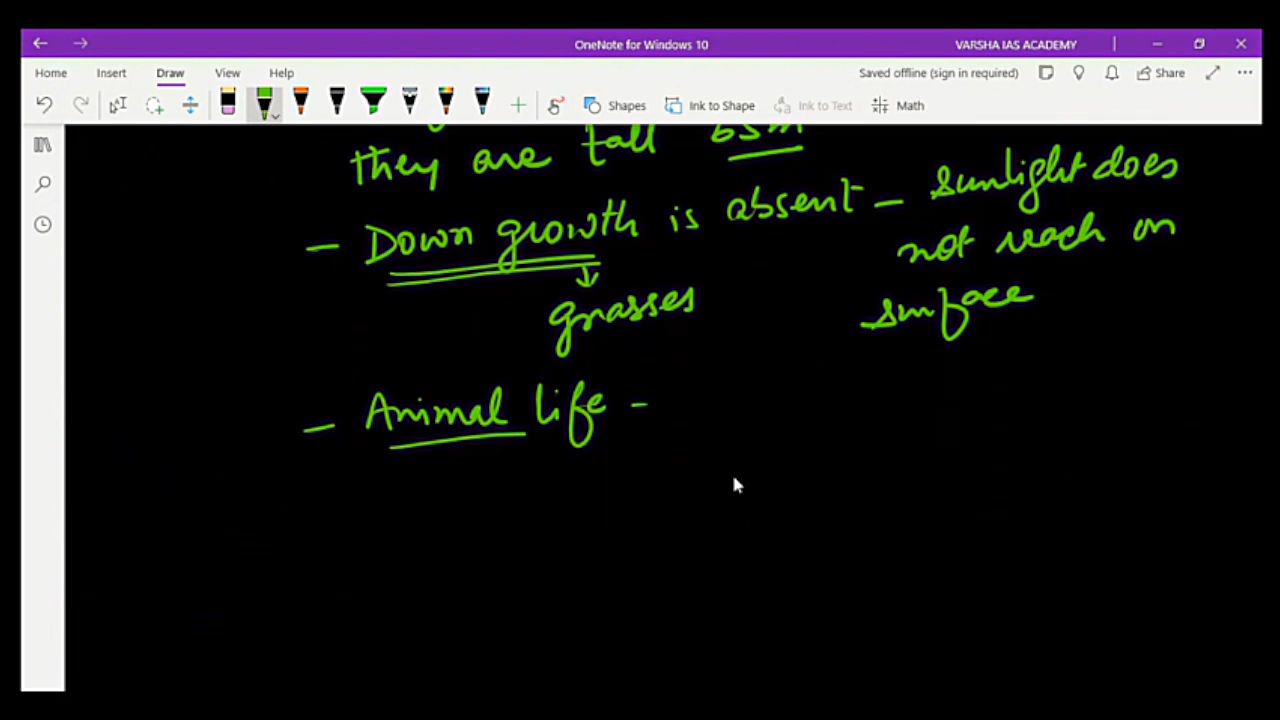 OneNote for Windows 10
VARSHA IAS ACADEMY
Home Insert Draw View Help
Saved offline (sign in required) Share
Shapes Ink to Shape Ink to Text Math
they are tall 65m
- Down growth is absent - sunlight does
not reach on
surface
grasses
- Animal life -